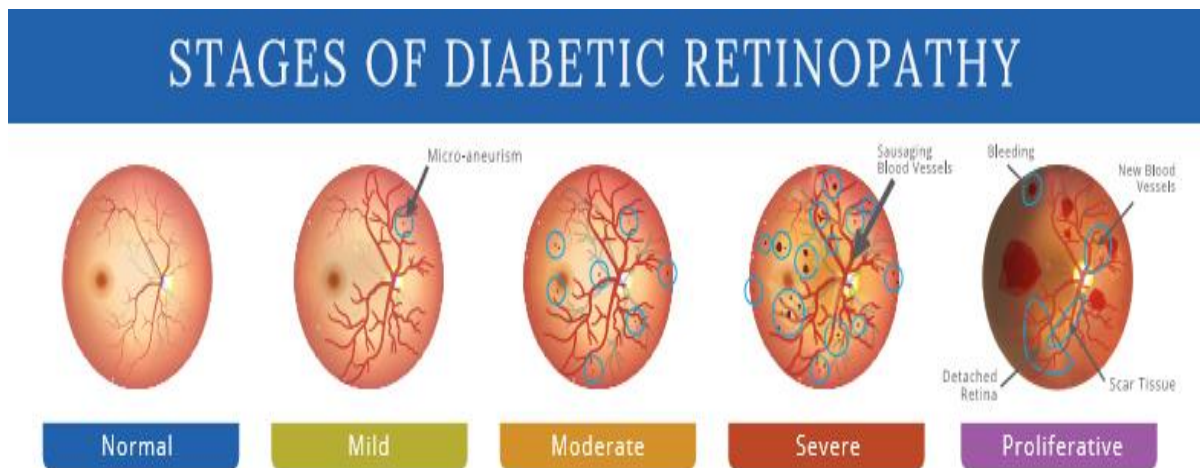 STAGES OF DIABETIC RETINOPATHY
Micro-aneurism
Sausaging
Blood Vessels
Bleeding
New Blood
Vessels
Detached
Retina
Scar Tissue
Normal
Mild
Moderate
Severe
Proliferative